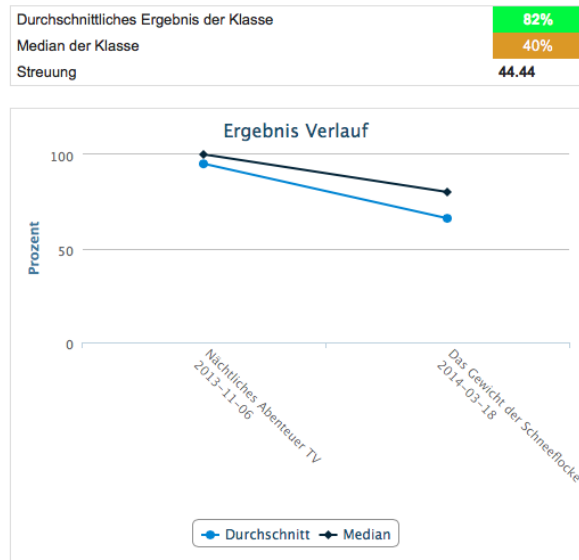 Durchschnittliches Ergebnis der Klasse 82%
Median der Klasse 40%
Streuung 44.44
Ergebnis Verlauf
100
50
0
Prozent
Nächtliches Abenteuer TV
2013-11-06
Das Gewicht der Schneeflocke
2014-03-18
Durchschnitt Median